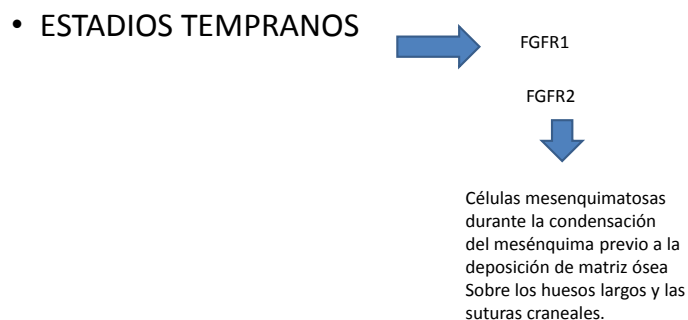 • ESTADIOS TEMPRANOS
FGFR1
FGFR2
Células mesenquimatosas
durante la condensación
del mesénquima previo a la
deposición de matriz ósea
Sobre los huesos largos y las
suturas craneales.